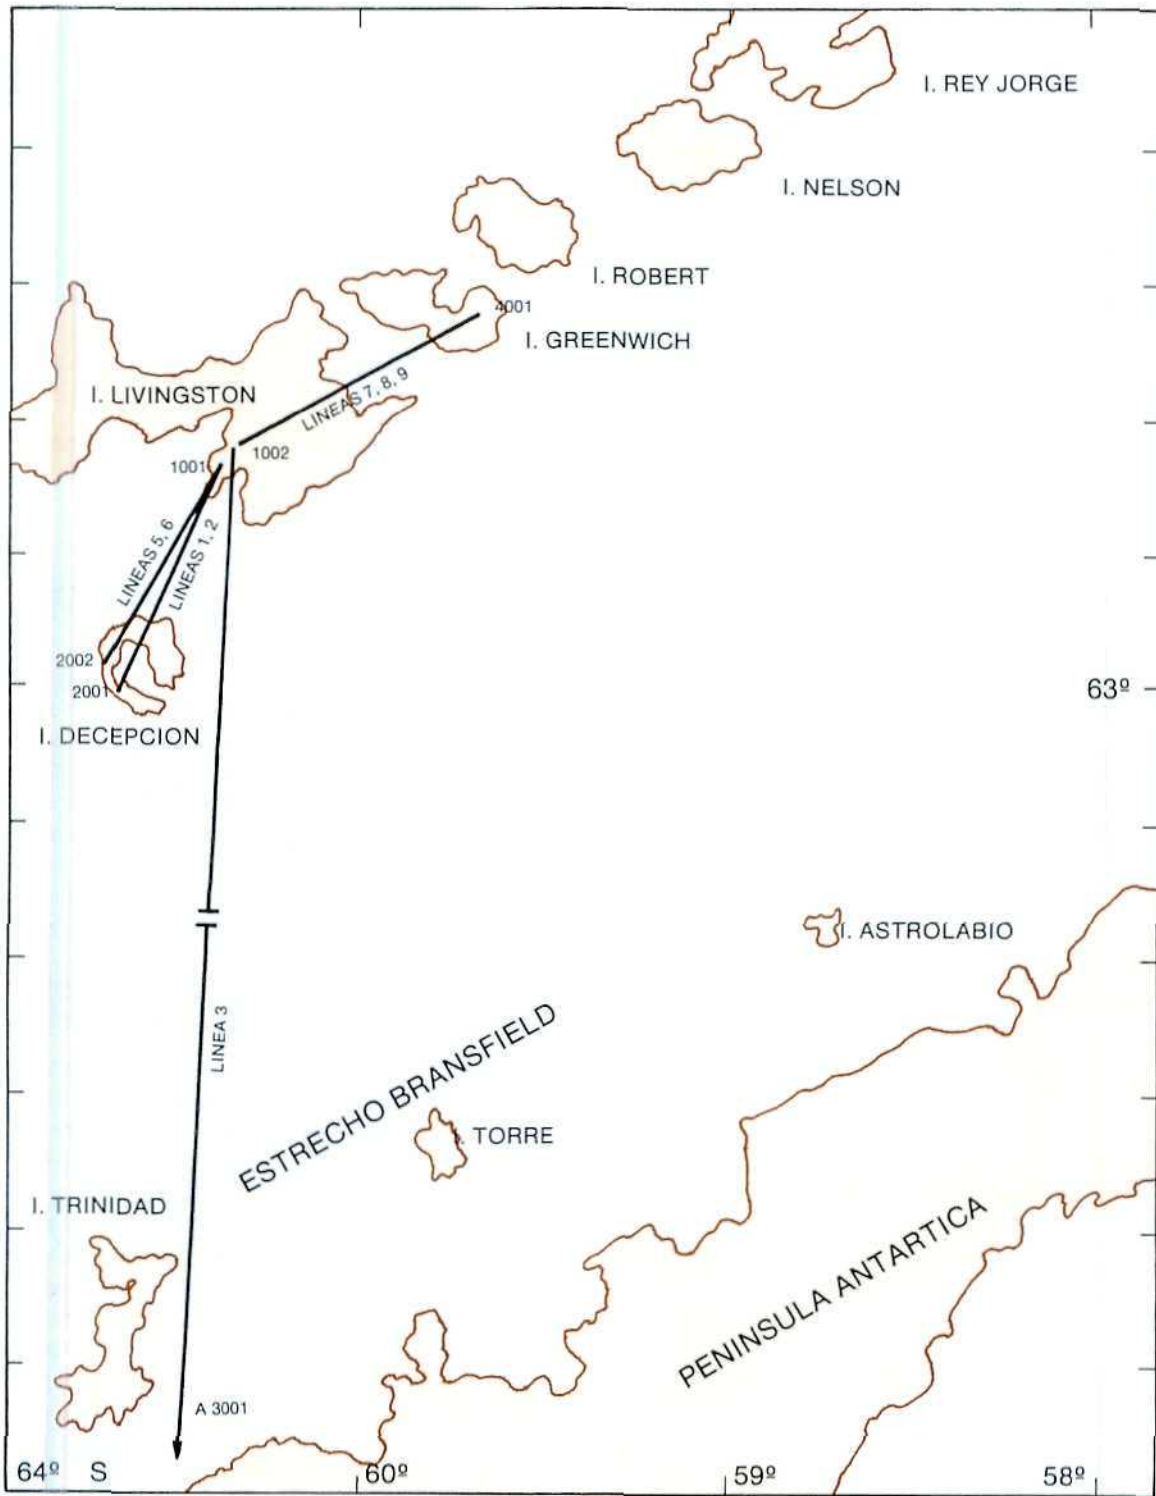 I. REY JORGE
I. NELSON
I. ROBERT
4001
I. GREENWICH
I. LIVINGSTON
LINEAS 7, 8, 9
1002
1001
LINEAS 5, 6
LINEAS 1, 2
2002
2001
63º
I. DECEPCION
I. ASTROLABIO
LINEA 3
ESTRECHO BRANSFIELD
I. TORRE
I. TRINIDAD
PENINSULA ANTARTICA
A 3001
64º S
60º
59º
58º